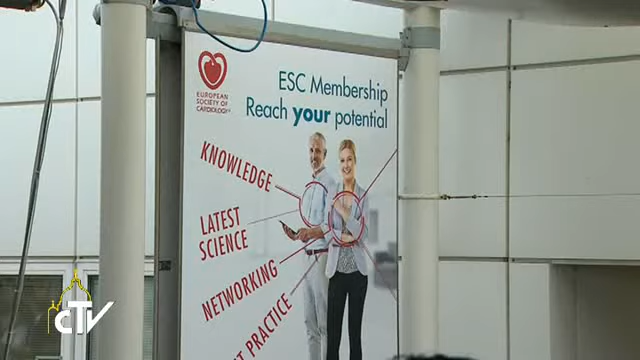 EUROPEAN
SOCIETY OF
CARDIOLOGY®
ESC Membership
Reach your potential
KNOWLEDGE
LATEST
SCIENCE
NETWORKING
PRACTICE
CTV